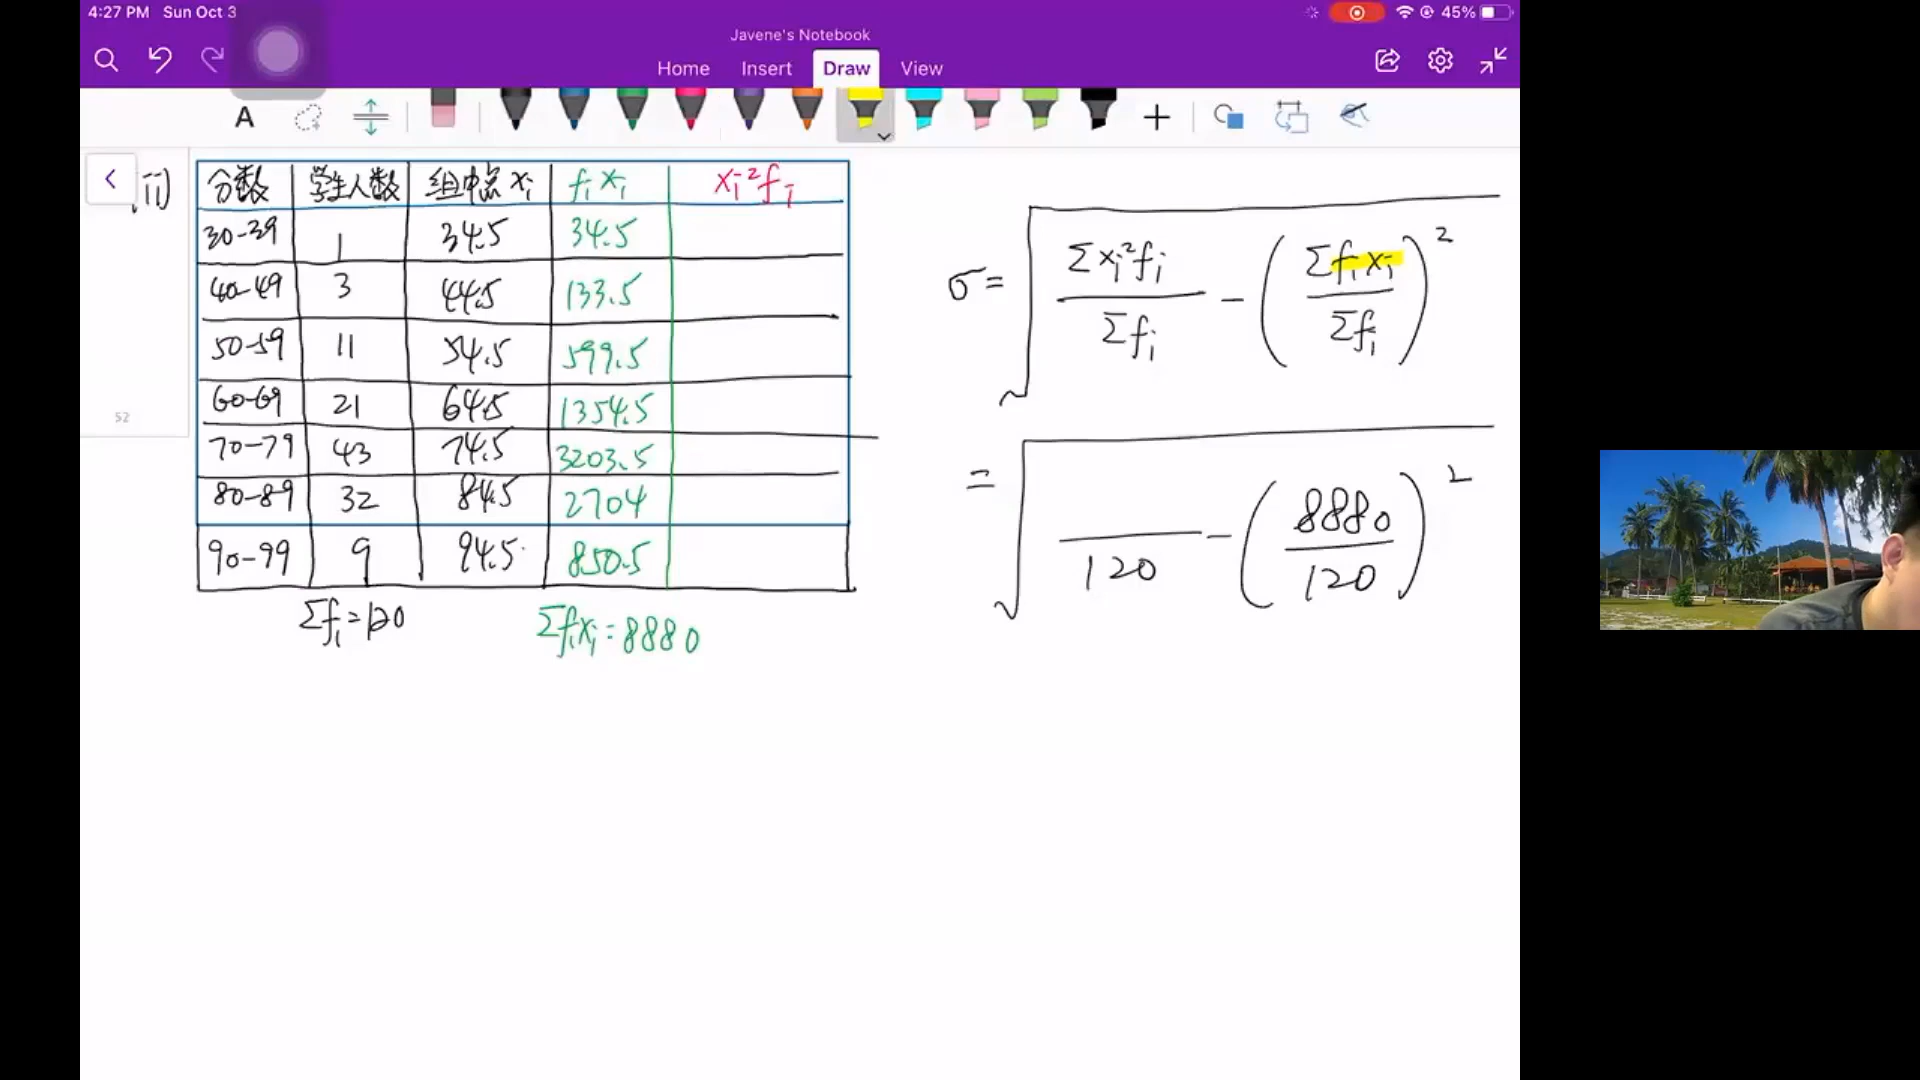 4:27 PM Sun Oct 3
45%
Javene's Notebook
Home Insert Draw View
A
ii)
52
分数 学生人数 组中点 xᵢ fᵢxᵢ xᵢ²fᵢ
30-39 1 34.5 34.5
40-49 3 44.5 133.5
50-59 11 54.5 599.5
60-69 21 64.5 1354.5
70-79 43 74.5 3203.5
80-89 32 84.5 2704
90-99 9 94.5 850.5
Σfᵢ=120 Σfᵢxᵢ=8880
σ = √( Σxᵢ²fᵢ / Σfᵢ − ( Σfᵢxᵢ / Σfᵢ )² )
= √( / 120 − ( 8880 / 120 )² )